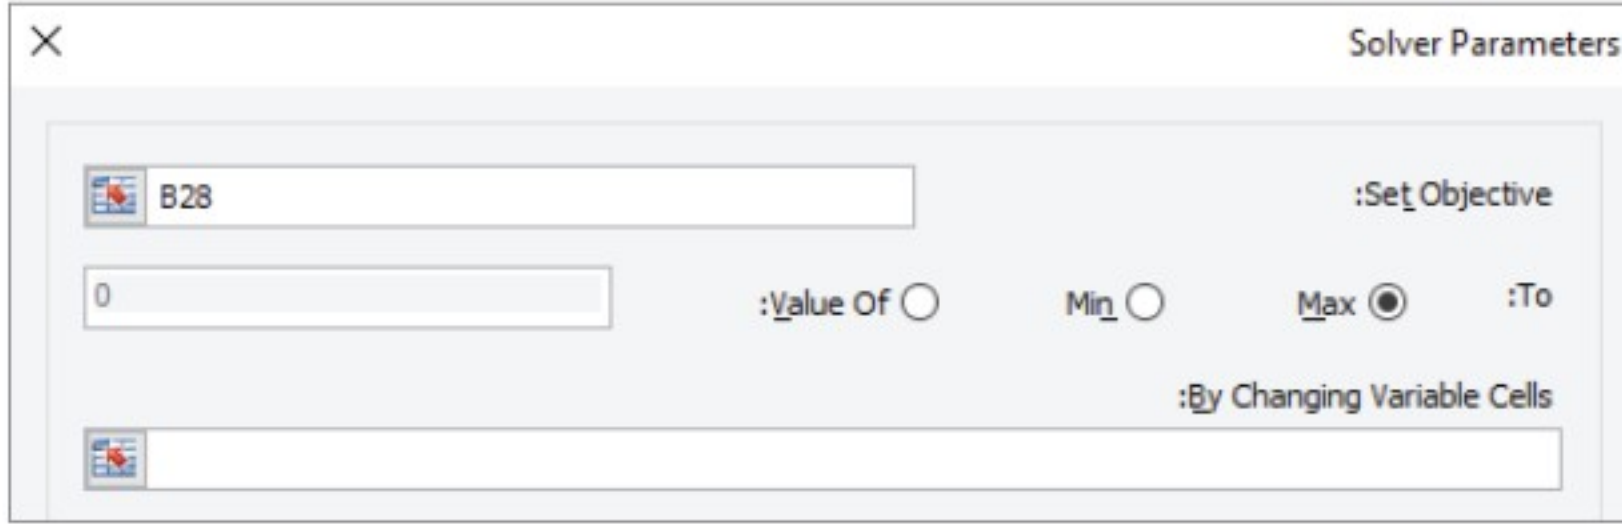 Solver Parameters
:Set Objective B28
:To Max Min :Value Of 0
:By Changing Variable Cells